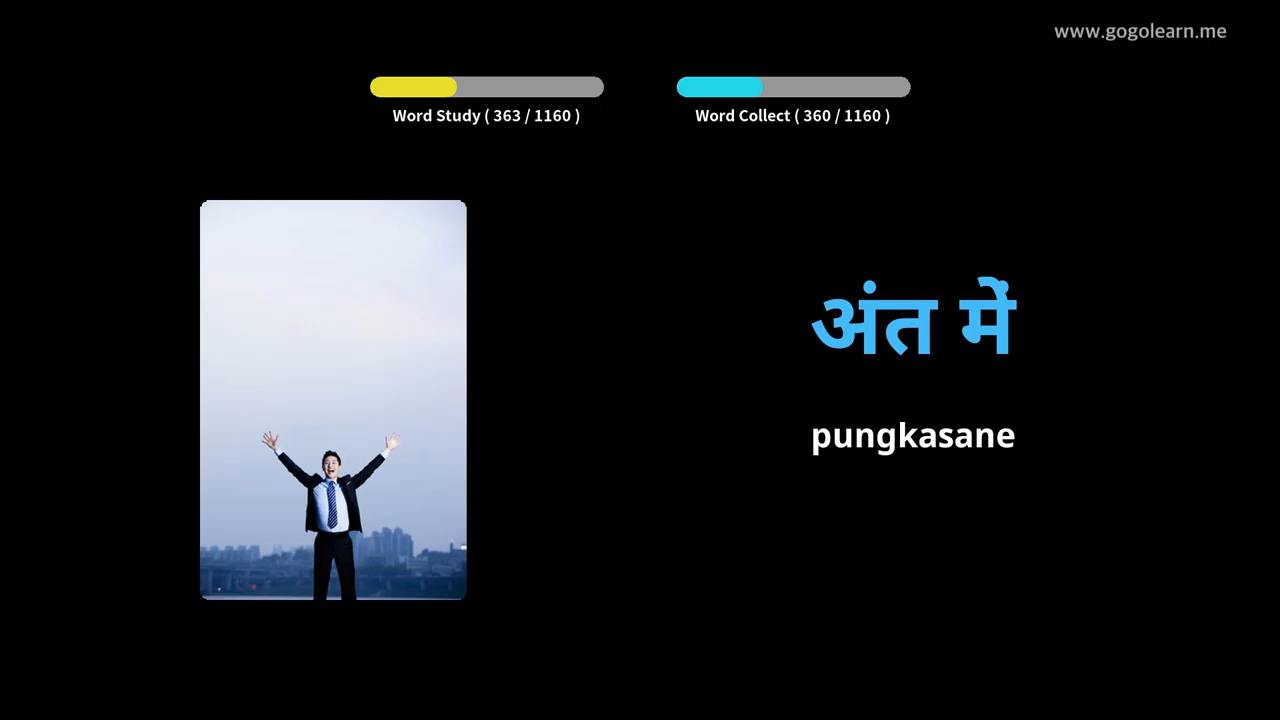 www.gogolearn.me
Word Study ( 363 / 1160 )
Word Collect ( 360 / 1160 )
अंत में
pungkasane